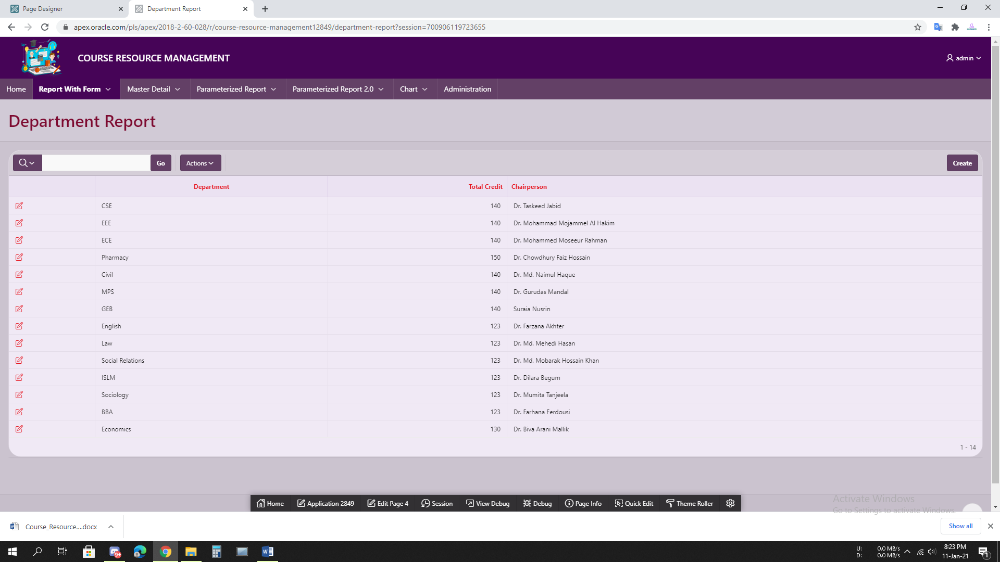 Page Designer
Department Report
apex.oracle.com/pls/apex/2018-2-60-028/r/course-resource-management12849/department-report?session=700906119723655
COURSE RESOURCE MANAGEMENT
admin
Home Report With Form Master Detail Parameterized Report Parameterized Report 2.0 Chart Administration
Department Report
Go Actions Create
Department Total Credit Chairperson
CSE 140 Dr. Taskeed Jabid
EEE 140 Dr. Mohammad Mojammel Al Hakim
ECE 140 Dr. Mohammed Moseeur Rahman
Pharmacy 150 Dr. Chowdhury Faiz Hossain
Civil 140 Dr. Md. Naimul Haque
MPS 140 Dr. Gurudas Mandal
GEB 140 Suraia Nusrin
English 123 Dr. Farzana Akhter
Law 123 Dr. Md. Mehedi Hasan
Social Relations 123 Dr. Md. Mobarak Hossain Khan
ISLM 123 Dr. Dilara Begum
Sociology 123 Dr. Mumita Tanjeela
BBA 123 Dr. Farhana Ferdousi
Economics 130 Dr. Biva Arani Mallik
1 - 14
Activate Windows
Go to Settings to activate Windows.
Home Application 2849 Edit Page 4 Session View Debug Debug Page Info Quick Edit Theme Roller
Course_Resource....docx
Show all
9+
U: 0.0 MB/s
D: 0.0 MB/s
8:23 PM
11-Jan-21
1